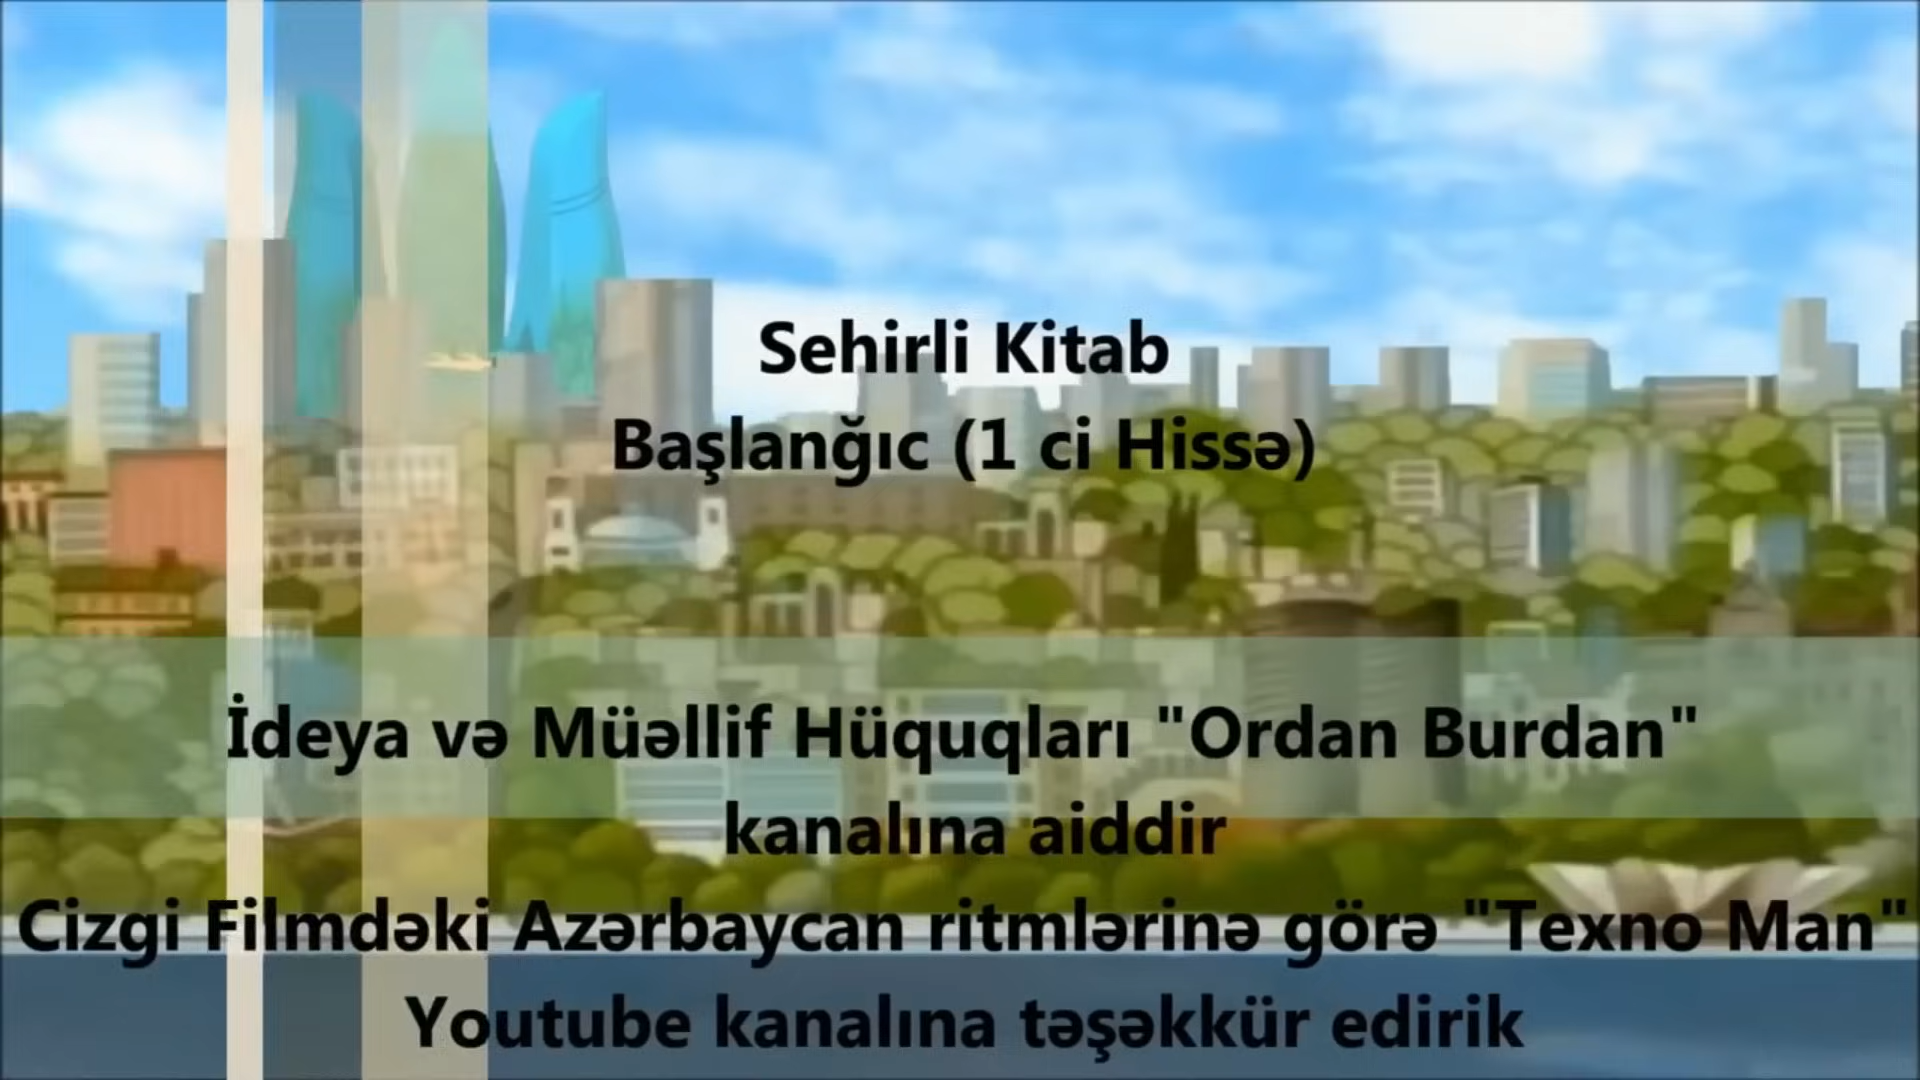 Sehirli Kitab
Başlanğıc (1 ci Hissə)
İdeya və Müəllif Hüquqları "Ordan Burdan"
kanalına aiddir
Cizgi Filmdəki Azərbaycan ritmlərinə görə "Texno Man"
Youtube kanalına təşəkkür edirik